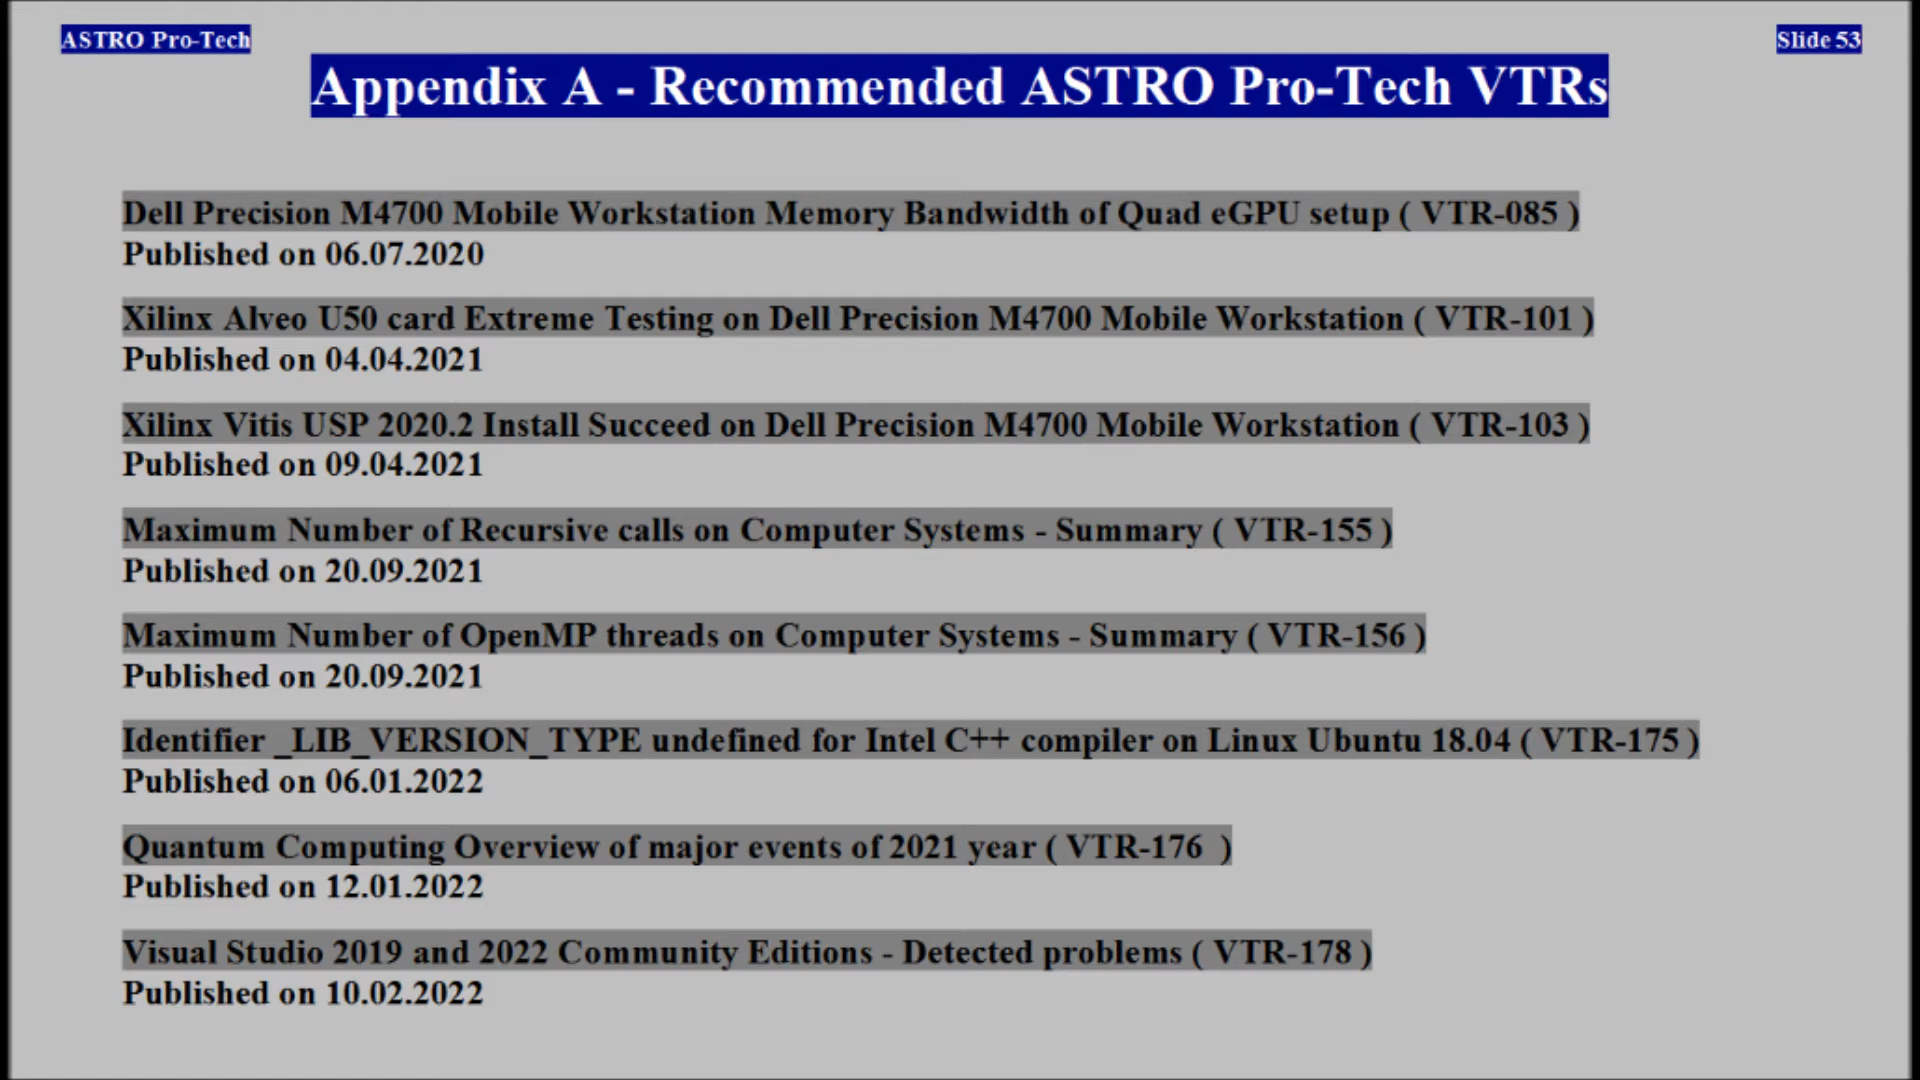 ASTRO Pro-Tech
Slide 53
Appendix A - Recommended ASTRO Pro-Tech VTRs
Dell Precision M4700 Mobile Workstation Memory Bandwidth of Quad eGPU setup ( VTR-085 )
Published on 06.07.2020
Xilinx Alveo U50 card Extreme Testing on Dell Precision M4700 Mobile Workstation ( VTR-101 )
Published on 04.04.2021
Xilinx Vitis USP 2020.2 Install Succeed on Dell Precision M4700 Mobile Workstation ( VTR-103 )
Published on 09.04.2021
Maximum Number of Recursive calls on Computer Systems - Summary ( VTR-155 )
Published on 20.09.2021
Maximum Number of OpenMP threads on Computer Systems - Summary ( VTR-156 )
Published on 20.09.2021
Identifier _LIB_VERSION_TYPE undefined for Intel C++ compiler on Linux Ubuntu 18.04 ( VTR-175 )
Published on 06.01.2022
Quantum Computing Overview of major events of 2021 year ( VTR-176  )
Published on 12.01.2022
Visual Studio 2019 and 2022 Community Editions - Detected problems ( VTR-178 )
Published on 10.02.2022